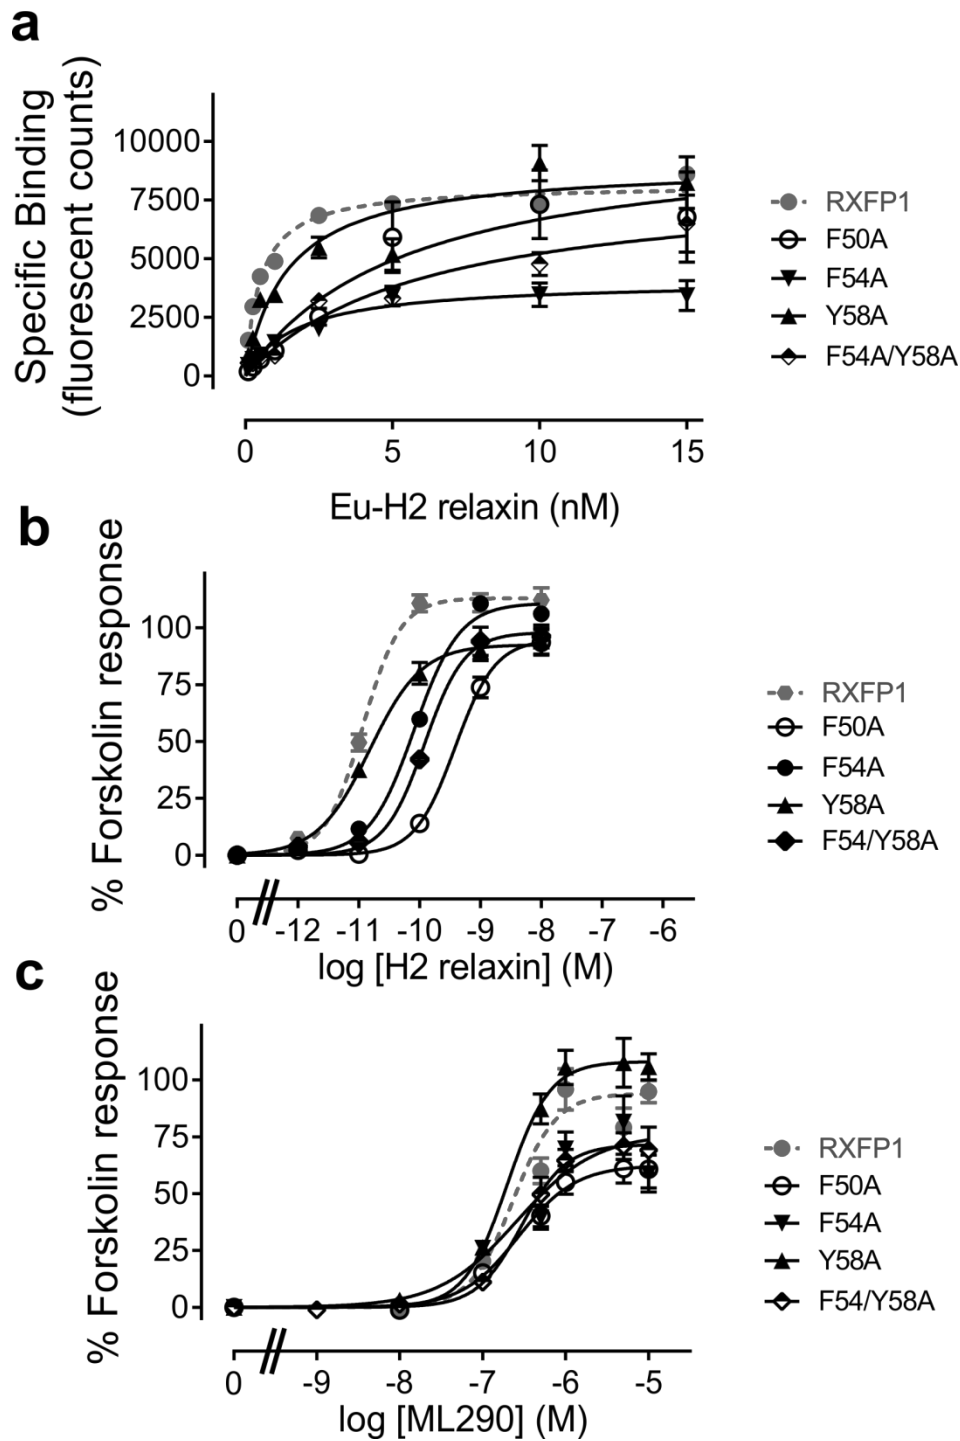 a
Specific Binding
(fluorescent counts)
10000
7500
5000
2500
0
0 5 10 15
Eu-H2 relaxin (nM)
RXFP1
F50A
F54A
Y58A
F54A/Y58A
b
% Forskolin response
100
75
50
25
0
0 -12 -11 -10 -9 -8 -7 -6
log [H2 relaxin] (M)
RXFP1
F50A
F54A
Y58A
F54/Y58A
c
% Forskolin response
100
75
50
25
0
0 -9 -8 -7 -6 -5
log [ML290] (M)
RXFP1
F50A
F54A
Y58A
F54/Y58A